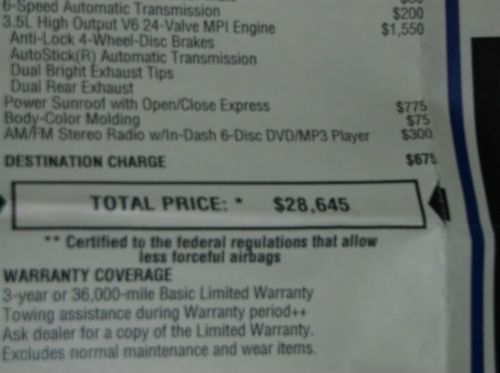 6-Speed Automatic Transmission $200
3.5L High Output V6 24-Valve MPI Engine $1,550
Anti-Lock 4-Wheel-Disc Brakes
AutoStick(R) Automatic Transmission
Dual Bright Exhaust Tips
Dual Rear Exhaust
Power Sunroof with Open/Close Express $775
Body-Color Molding $75
AM/FM Stereo Radio w/In-Dash 6-Disc DVD/MP3 Player $300
DESTINATION CHARGE $675
TOTAL PRICE: * $28,645
** Certified to the federal regulations that allow
less forceful airbags
WARRANTY COVERAGE
3-year or 36,000-mile Basic Limited Warranty
Towing assistance during Warranty period++
Ask dealer for a copy of the Limited Warranty.
Excludes normal maintenance and wear items.